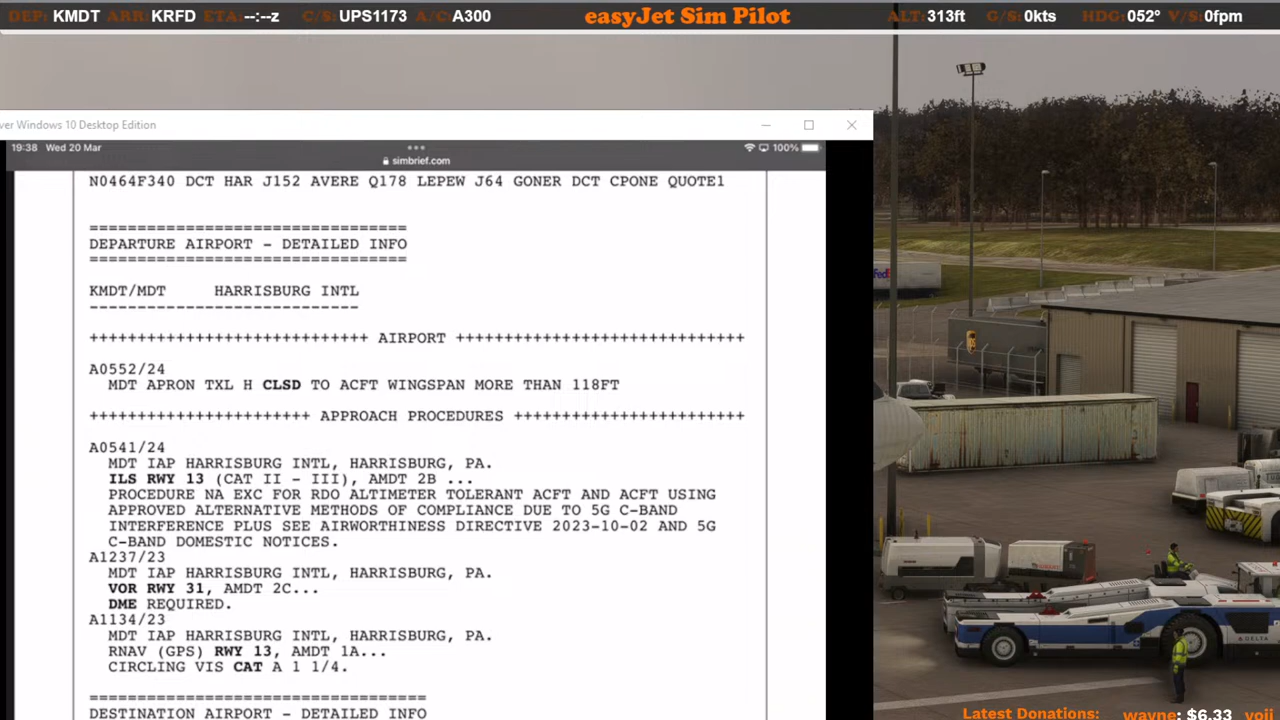 DEP: KMDT ARR: KRFD ETA: --:--z C/S: UPS1173 A/C: A300 easyJet Sim Pilot ALT: 313ft G/S: 0kts HDG: 052° V/S: 0fpm
ver Windows 10 Desktop Edition
19:38 Wed 20 Mar 100%
simbrief.com
N0464F340 DCT HAR J152 AVERE Q178 LEPEW J64 GONER DCT CPONE QUOTE1
=================================
DEPARTURE AIRPORT - DETAILED INFO
=================================
KMDT/MDT HARRISBURG INTL
----------------------------
+++++++++++++++++++++++++++++ AIRPORT ++++++++++++++++++++++++++++++
A0552/24
MDT APRON TXL H CLSD TO ACFT WINGSPAN MORE THAN 118FT
+++++++++++++++++++++++ APPROACH PROCEDURES ++++++++++++++++++++++++
A0541/24
MDT IAP HARRISBURG INTL, HARRISBURG, PA.
ILS RWY 13 (CAT II - III), AMDT 2B ...
PROCEDURE NA EXC FOR RDO ALTIMETER TOLERANT ACFT AND ACFT USING
APPROVED ALTERNATIVE METHODS OF COMPLIANCE DUE TO 5G C-BAND
INTERFERENCE PLUS SEE AIRWORTHINESS DIRECTIVE 2023-10-02 AND 5G
C-BAND DOMESTIC NOTICES.
A1237/23
MDT IAP HARRISBURG INTL, HARRISBURG, PA.
VOR RWY 31, AMDT 2C...
DME REQUIRED.
A1134/23
MDT IAP HARRISBURG INTL, HARRISBURG, PA.
RNAV (GPS) RWY 13, AMDT 1A...
CIRCLING VIS CAT A 1 1/4.
===================================
DESTINATION AIRPORT - DETAILED INFO
FedEx
ups
DELTA
Latest Donations: wayne: $6.33 yoji